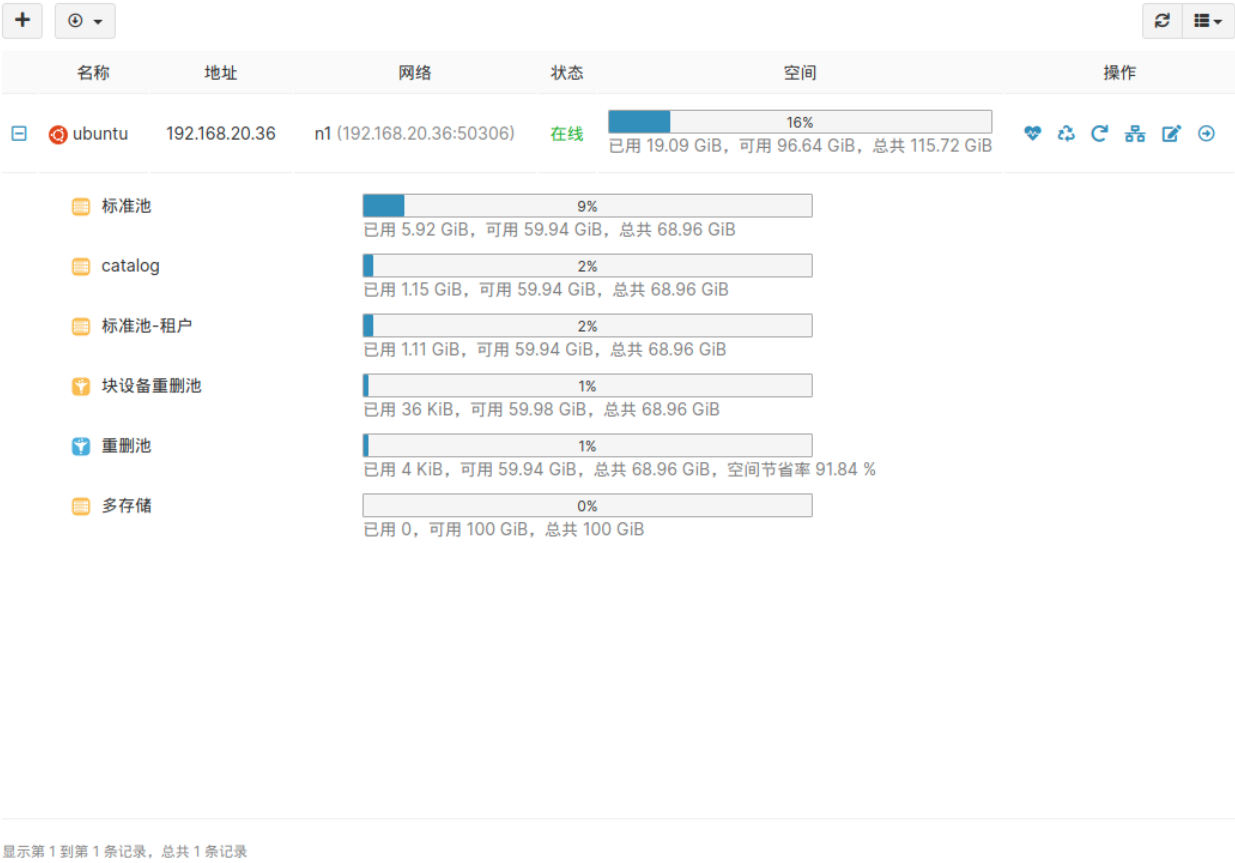 名称 地址 网络 状态 空间 操作
ubuntu 192.168.20.36 n1 (192.168.20.36:50306) 在线 16%
已用 19.09 GiB，可用 96.64 GiB，总共 115.72 GiB
标准池 9%
已用 5.92 GiB，可用 59.94 GiB，总共 68.96 GiB
catalog 2%
已用 1.15 GiB，可用 59.94 GiB，总共 68.96 GiB
标准池-租户 2%
已用 1.11 GiB，可用 59.94 GiB，总共 68.96 GiB
块设备重删池 1%
已用 36 KiB，可用 59.98 GiB，总共 68.96 GiB
重删池 1%
已用 4 KiB，可用 59.94 GiB，总共 68.96 GiB，空间节省率 91.84 %
多存储 0%
已用 0，可用 100 GiB，总共 100 GiB
显示第 1 到第 1 条记录，总共 1 条记录